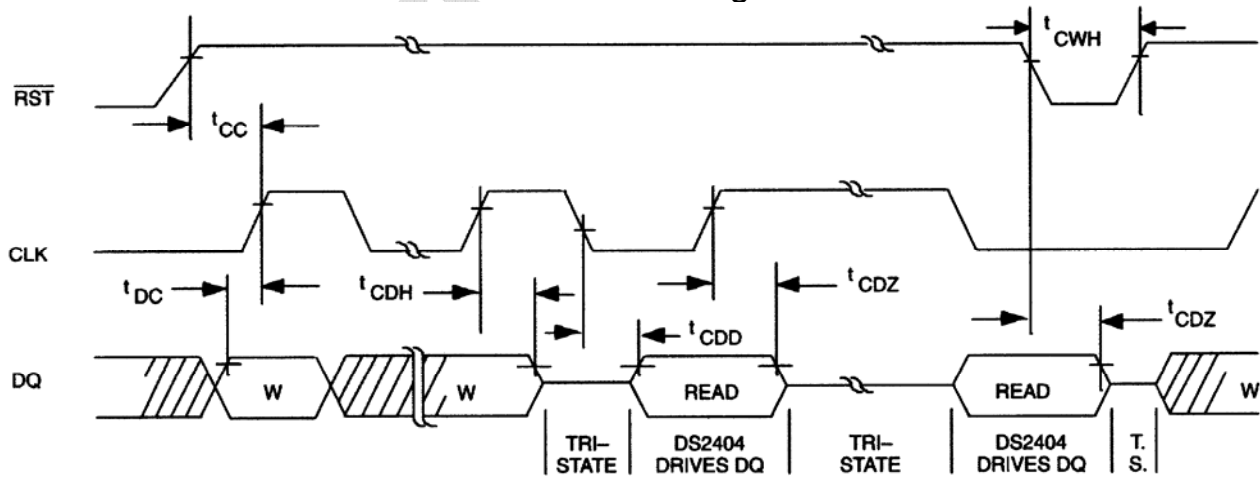 t CWH
RST
t CC
CLK
t DC
t CDH
t CDZ
t CDD
t CDZ
DQ
W
W
READ
READ
W
TRI–
STATE
DS2404
DRIVES DQ
TRI–
STATE
DS2404
DRIVES DQ
T.
S.